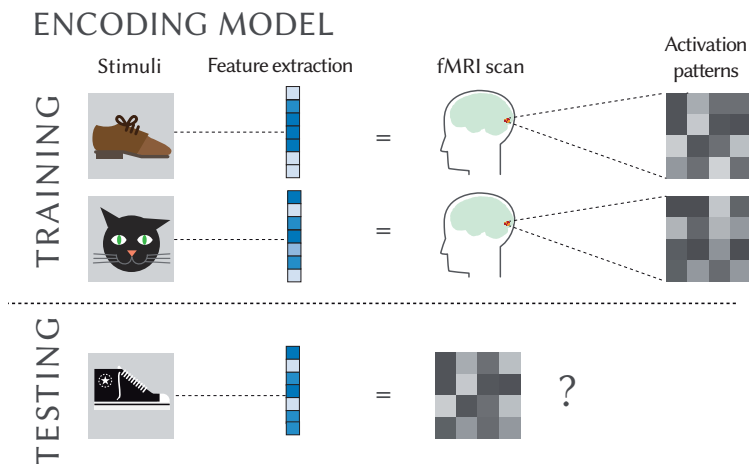 ENCODING MODEL
Stimuli
Feature extraction
fMRI scan
Activation
patterns
TRAINING
=
=
TESTING
=
?